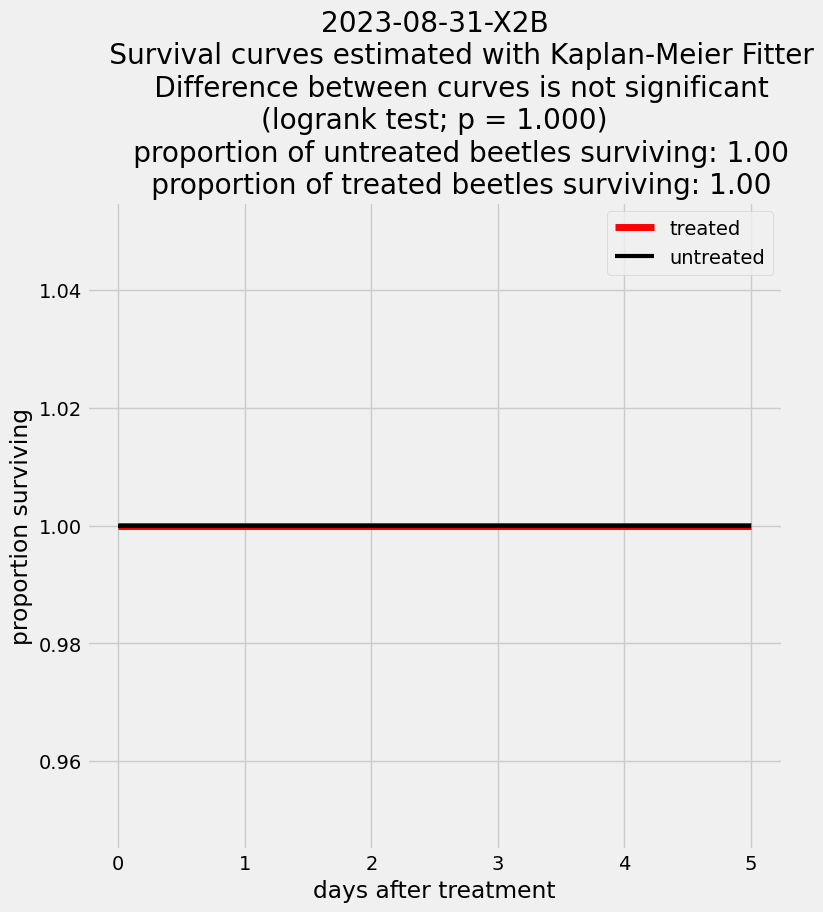 2023-08-31-X2B
Survival curves estimated with Kaplan-Meier Fitter
Difference between curves is not significant
(logrank test; p = 1.000)
proportion of untreated beetles surviving: 1.00
proportion of treated beetles surviving: 1.00
treated
untreated
1.04
1.02
1.00
0.98
0.96
proportion surviving
0 1 2 3 4 5
days after treatment